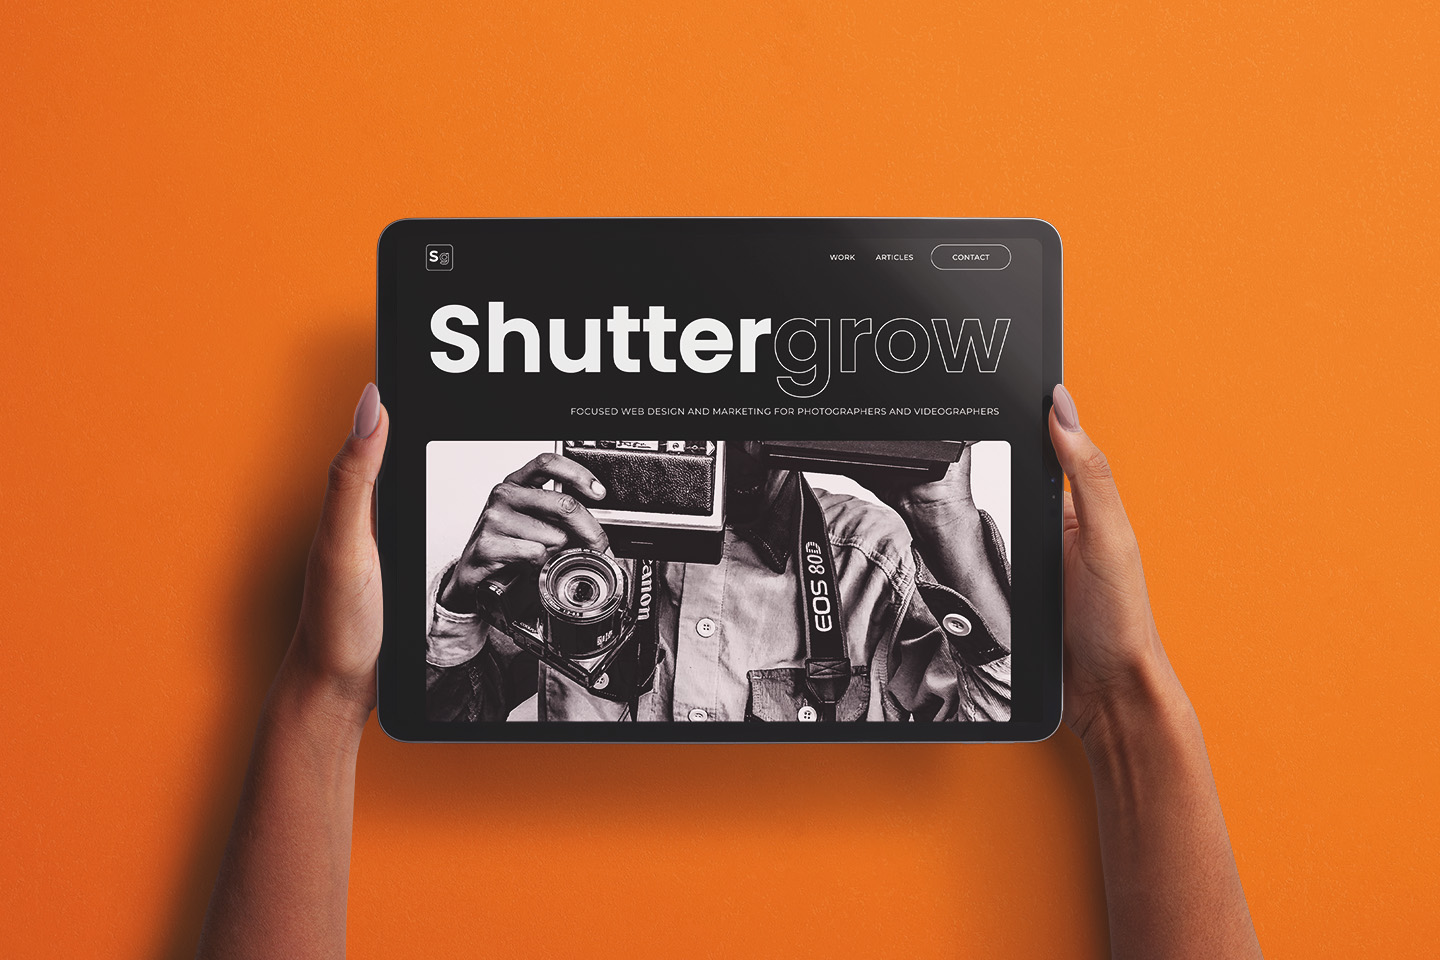 Sg
WORK ARTICLES CONTACT
Shuttergrow
FOCUSED WEB DESIGN AND MARKETING FOR PHOTOGRAPHERS AND VIDEOGRAPHERS
Canon
EOS 80D